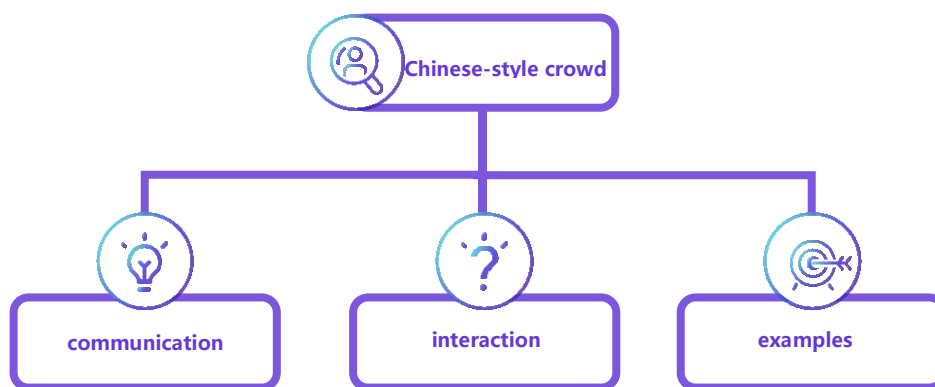 Chinese-style crowd
communication
interaction
examples